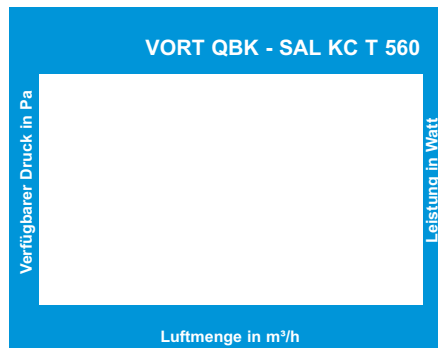 VORT QBK - SAL KC T 560
Verfügbarer Druck in Pa
Leistung in Watt
Luftmenge in m³/h